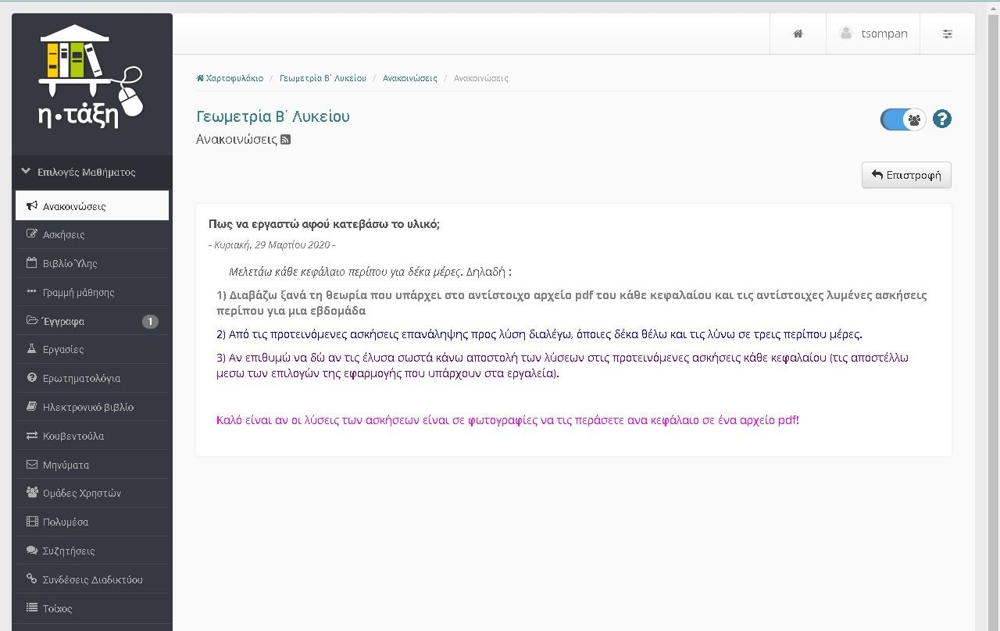 η·τάξη
tsompan
Χαρτοφυλάκιο / Γεωμετρία Β΄ Λυκείου / Ανακοινώσεις / Ανακοινώσεις
Γεωμετρία Β΄ Λυκείου
Ανακοινώσεις
Επιστροφή
Επιλογές Μαθήματος
Ανακοινώσεις
Ασκήσεις
Βιβλίο Ύλης
Γραμμή μάθησης
Έγγραφα 1
Εργασίες
Ερωτηματολόγια
Ηλεκτρονικό βιβλίο
Κουβεντούλα
Μηνύματα
Ομάδες Χρηστών
Πολυμέσα
Συζητήσεις
Συνδέσεις Διαδικτύου
Τοίχος
Πως να εργαστώ αφού κατεβάσω το υλικό;
- Κυριακή, 29 Μαρτίου 2020 -
Μελετάω κάθε κεφάλαιο περίπου για δέκα μέρες. Δηλαδή :
1) Διαβάζω ξανά τη θεωρία που υπάρχει στο αντίστοιχο αρχείο pdf του κάθε κεφαλαίου και τις αντίστοιχες λυμένες ασκήσεις
περίπου για μια εβδομάδα
2) Από τις προτεινόμενες ασκήσεις επανάληψης προς λύση διαλέγω, όποιες δέκα θέλω και τις λύνω σε τρεις περίπου μέρες.
3) Αν επιθυμώ να δώ αν τις έλυσα σωστά κάνω αποστολή των λύσεων στις προτεινόμενες ασκήσεις κάθε κεφαλαίου (τις αποστέλλω
μεσω των επιλογών της εφαρμογής που υπάρχουν στα εργαλεία).
Καλό είναι αν οι λύσεις των ασκήσεων είναι σε φωτογραφίες να τις περάσετε ανα κεφάλαιο σε ένα αρχείο pdf!